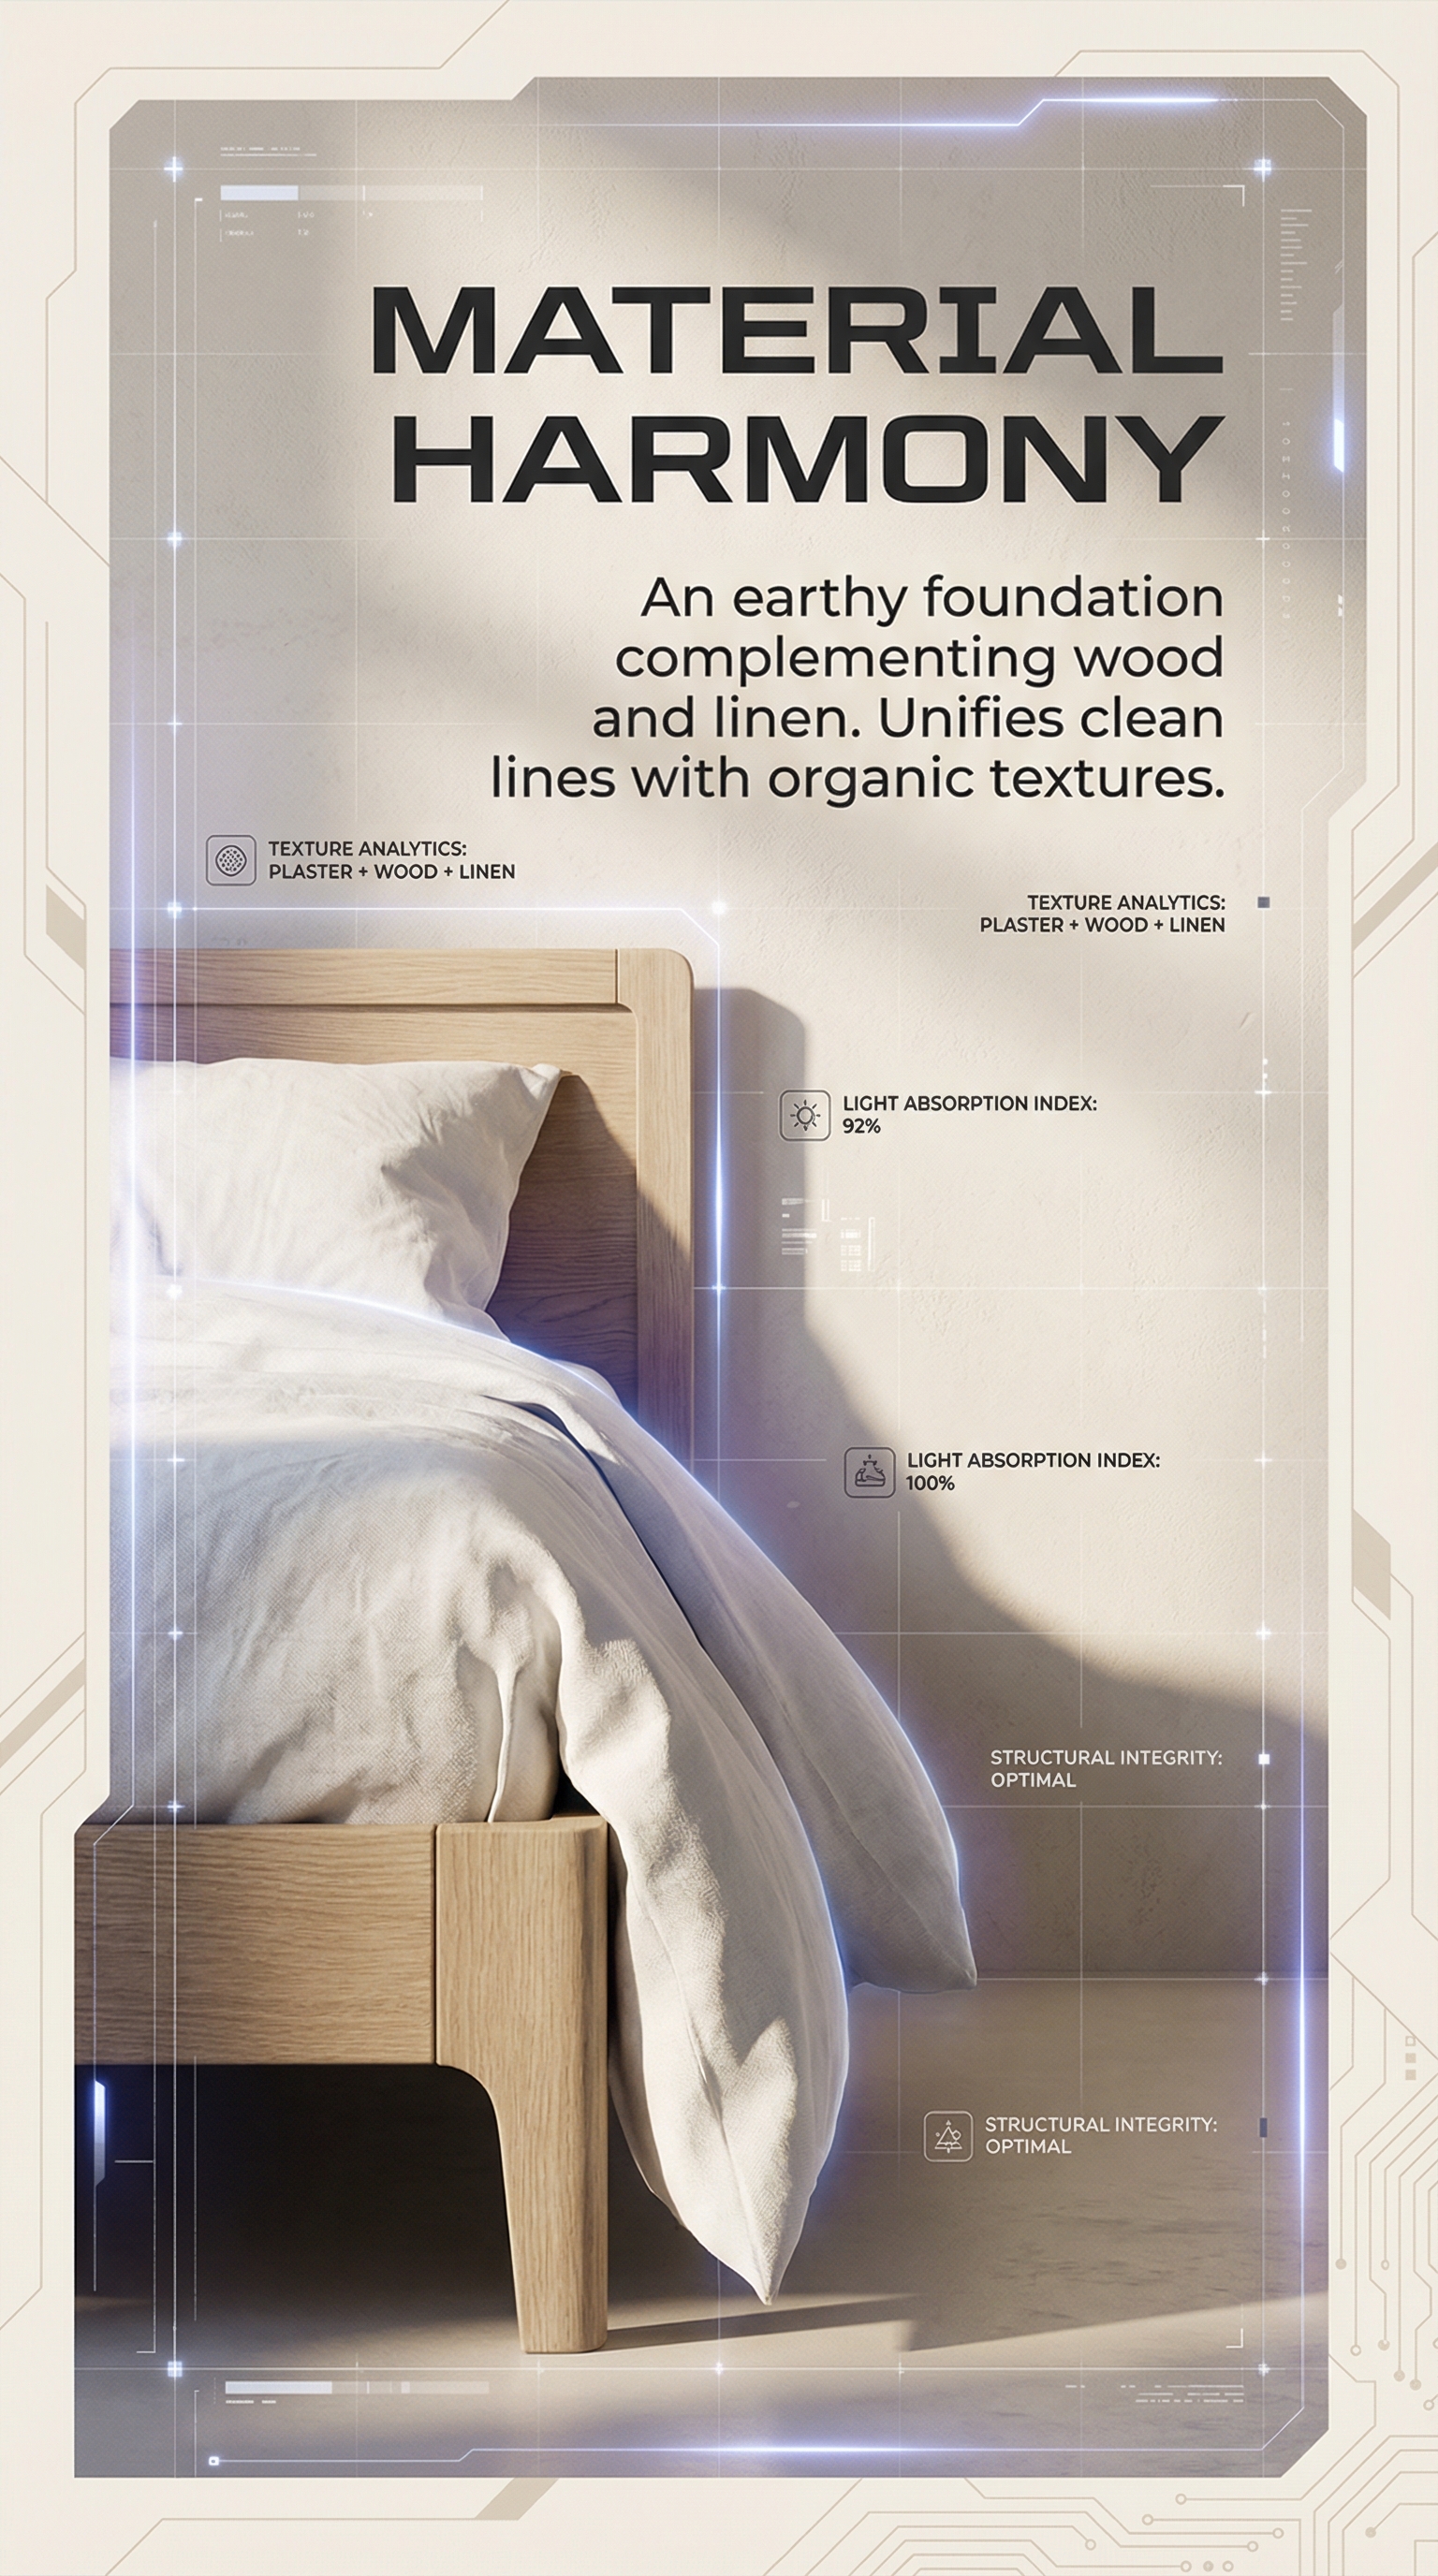 MATERIAL
HARMONY
An earthy foundation
complementing wood
and linen. Unifies clean
lines with organic textures.
TEXTURE ANALYTICS:
PLASTER + WOOD + LINEN
TEXTURE ANALYTICS:
PLASTER + WOOD + LINEN
LIGHT ABSORPTION INDEX:
92%
LIGHT ABSORPTION INDEX:
100%
STRUCTURAL INTEGRITY:
OPTIMAL
STRUCTURAL INTEGRITY:
OPTIMAL